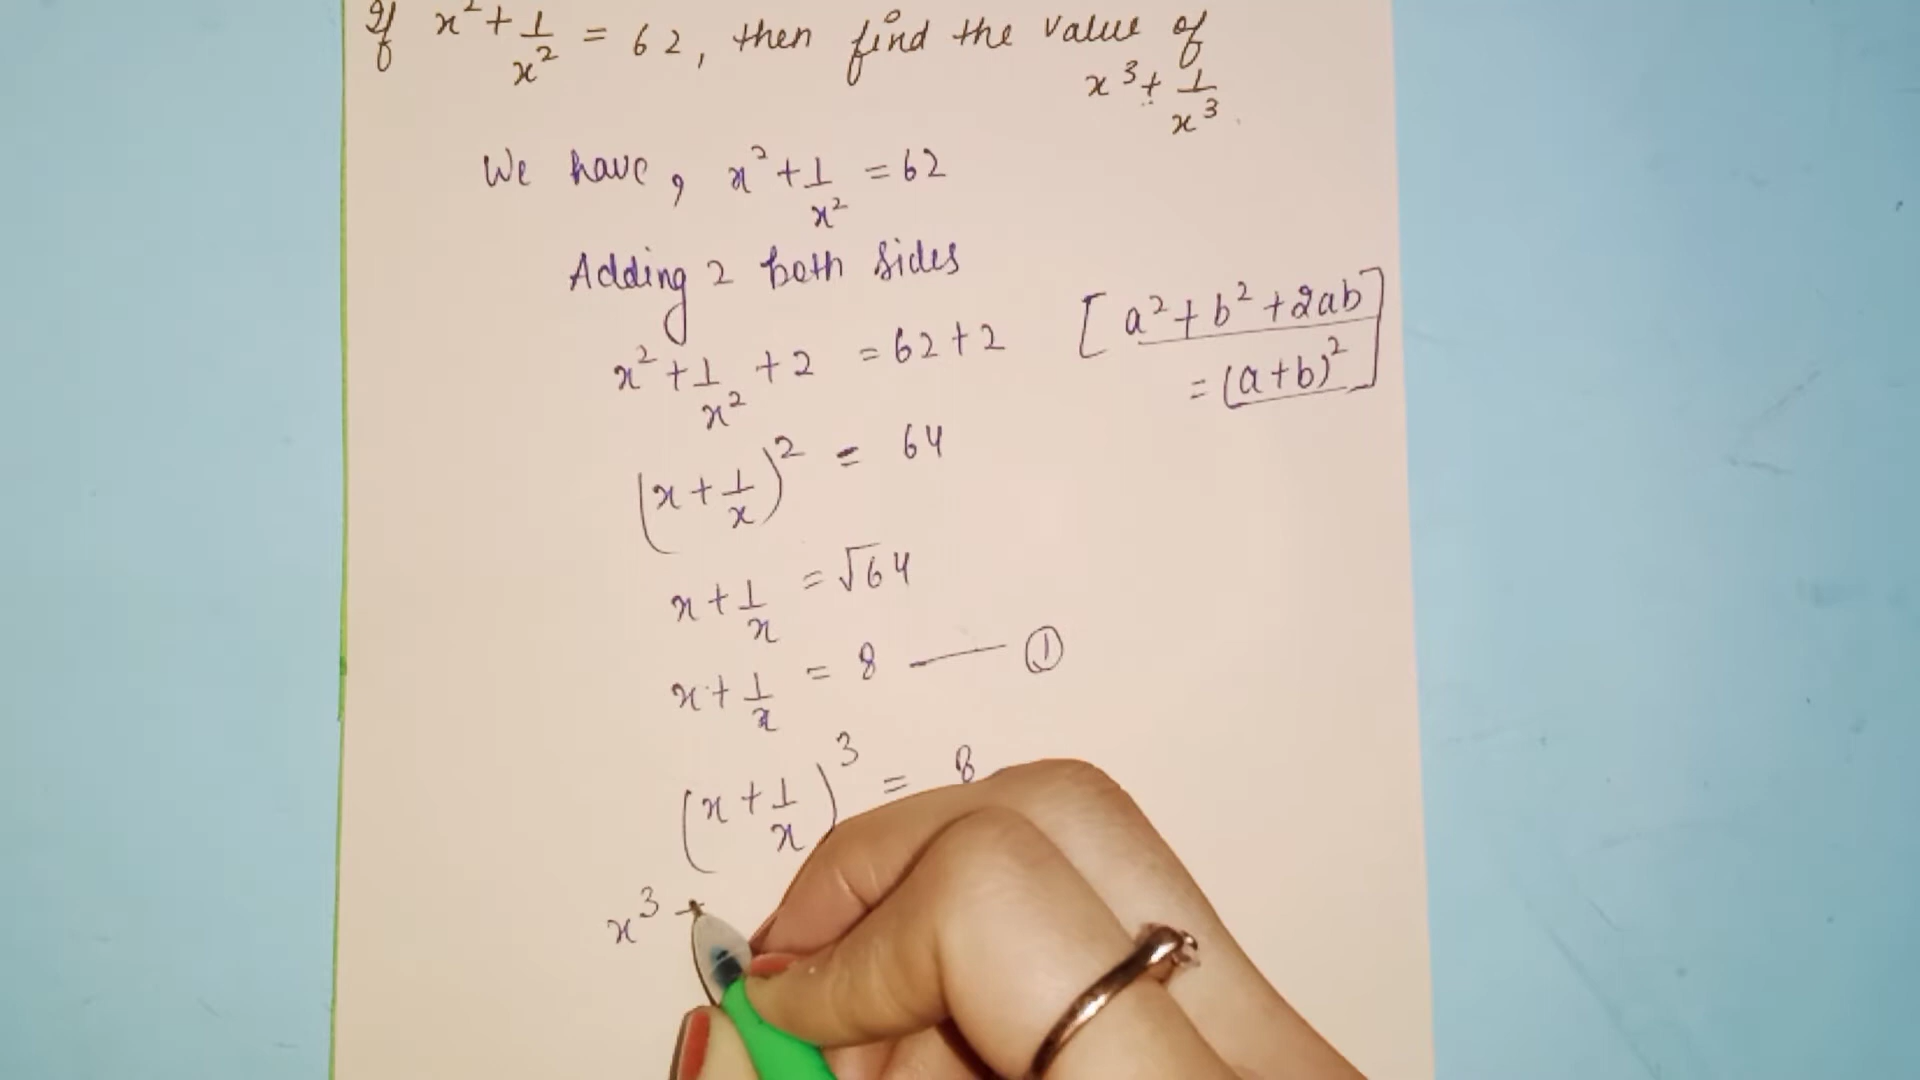 If x² + 1/x² = 62, then find the value of
x³ + 1/x³.
We have, x² + 1/x² = 62
Adding 2 both sides
x² + 1/x² + 2 = 62 + 2
[a² + b² + 2ab
= (a+b)²]
(x + 1/x)² = 64
x + 1/x = √64
x + 1/x = 8 —— ①
(x + 1/x)³ = 8
x³ +